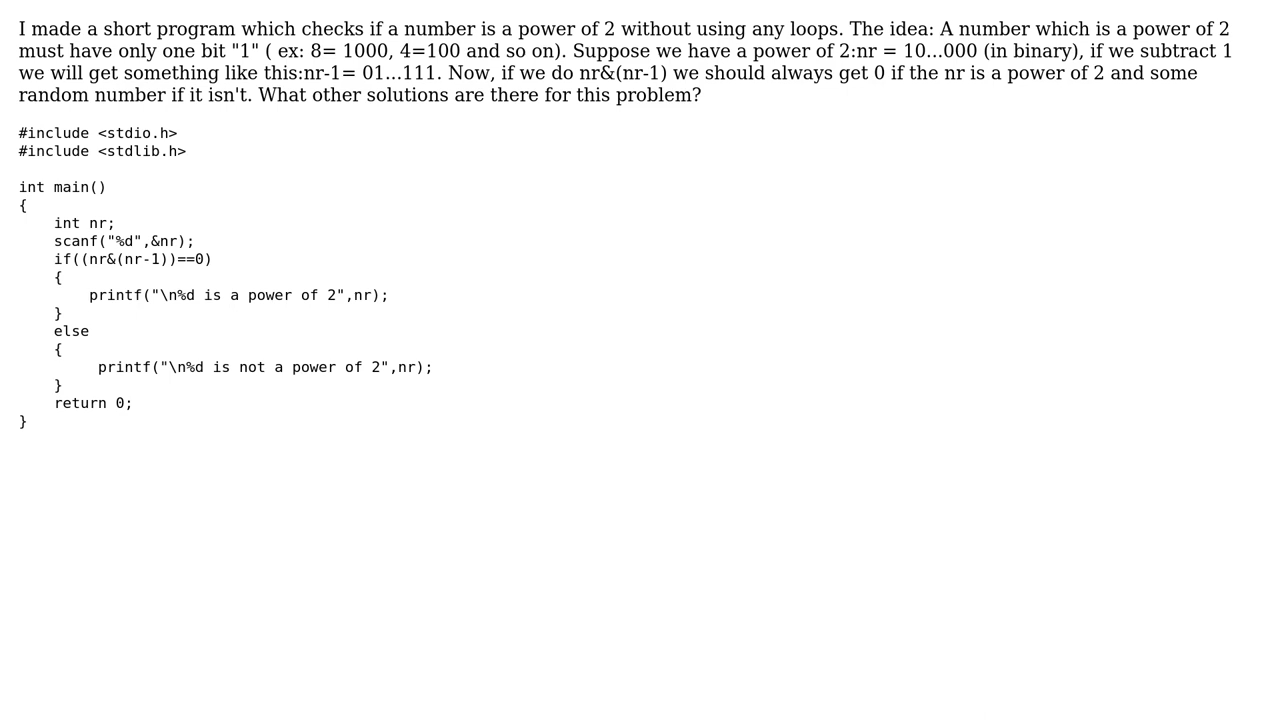 I made a short program which checks if a number is a power of 2 without using any loops. The idea: A number which is a power of 2
must have only one bit "1" ( ex: 8= 1000, 4=100 and so on). Suppose we have a power of 2:nr = 10...000 (in binary), if we subtract 1
we will get something like this:nr-1= 01...111. Now, if we do nr&(nr-1) we should always get 0 if the nr is a power of 2 and some
random number if it isn't. What other solutions are there for this problem?
#include <stdio.h>
#include <stdlib.h>
int main()
{
    int nr;
    scanf("%d",&nr);
    if((nr&(nr-1))==0)
    {
        printf("\n%d is a power of 2",nr);
    }
    else
    {
         printf("\n%d is not a power of 2",nr);
    }
    return 0;
}